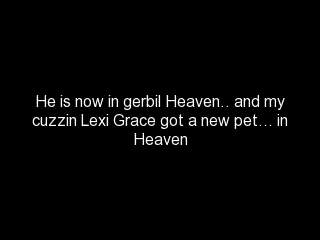 He is now in gerbil Heaven.. and my
cuzzin Lexi Grace got a new pet... in
Heaven